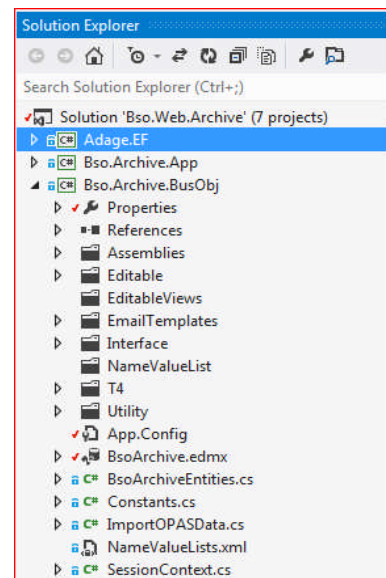 Solution Explorer
Search Solution Explorer (Ctrl+;)
Solution 'Bso.Web.Archive' (7 projects)
C# Adage.EF
C# Bso.Archive.App
C# Bso.Archive.BusObj
Properties
References
Assemblies
Editable
EditableViews
EmailTemplates
Interface
NameValueList
T4
Utility
App.Config
BsoArchive.edmx
C# BsoArchiveEntities.cs
C# Constants.cs
C# ImportOPASData.cs
NameValueLists.xml
C# SessionContext.cs